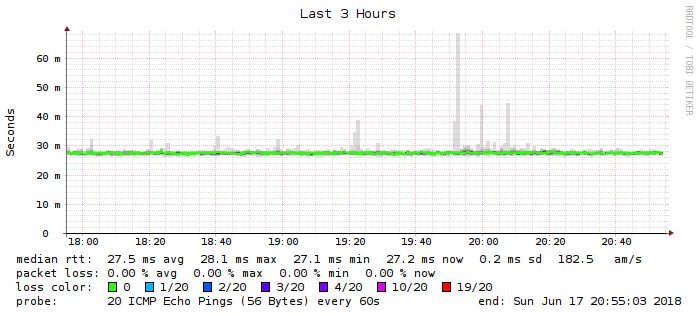 Last 3 Hours
RRDTOOL / TOBI OETIKER
Seconds
60 m
50 m
40 m
30 m
20 m
10 m
0
18:00 18:20 18:40 19:00 19:20 19:40 20:00 20:20 20:40
median rtt: 27.5 ms avg 28.1 ms max 27.1 ms min 27.2 ms now 0.2 ms sd 182.5 am/s
packet loss: 0.00 % avg 0.00 % max 0.00 % min 0.00 % now
loss color: 0 1/20 2/20 3/20 4/20 10/20 19/20
probe: 20 ICMP Echo Pings (56 Bytes) every 60s end: Sun Jun 17 20:55:03 2018